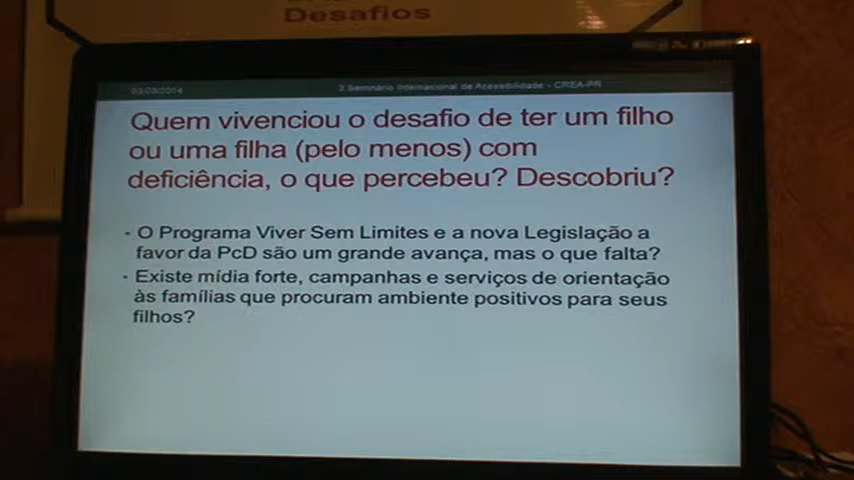 Desafios
03/03/2014
3 Seminário Internacional de Acessibilidade - CREA-PR
Quem vivenciou o desafio de ter um filho
ou uma filha (pelo menos) com
deficiência, o que percebeu? Descobriu?
- O Programa Viver Sem Limites e a nova Legislação a
favor da PcD são um grande avança, mas o que falta?
- Existe mídia forte, campanhas e serviços de orientação
às famílias que procuram ambiente positivos para seus
filhos?